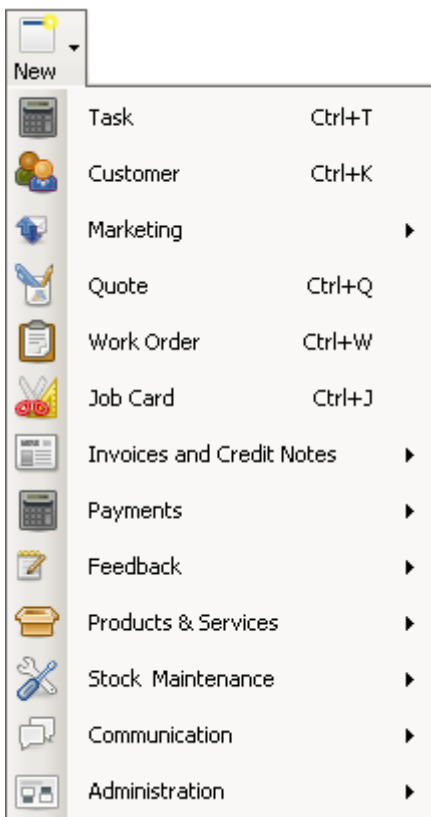 New
Task Ctrl+T
Customer Ctrl+K
Marketing
Quote Ctrl+Q
Work Order Ctrl+W
Job Card Ctrl+J
Invoices and Credit Notes
Payments
Feedback
Products & Services
Stock Maintenance
Communication
Administration